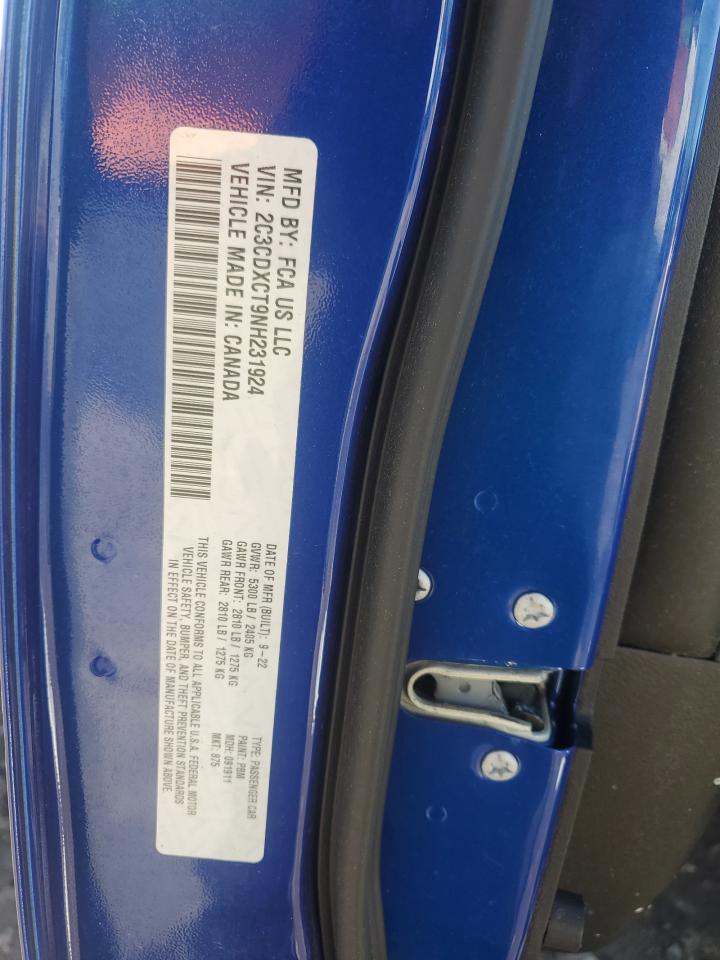 MFD BY: FCA US LLC
VIN: 2C3CDXCT9NH231924
VEHICLE MADE IN: CANADA
DATE OF MFR (BUILT): 9-22
GVWR: 5300 LB / 2405 KG
GAWR FRONT: 2810 LB / 1275 KG
GAWR REAR: 2810 LB / 1275 KG
TYPE: PASSENGER CAR
PAINT: PBM
MDH: 091911
MKT: 875
THIS VEHICLE CONFORMS TO ALL APPLICABLE U.S.A. FEDERAL MOTOR
VEHICLE SAFETY, BUMPER, AND THEFT PREVENTION STANDARDS
IN EFFECT ON THE DATE OF MANUFACTURE SHOWN ABOVE.